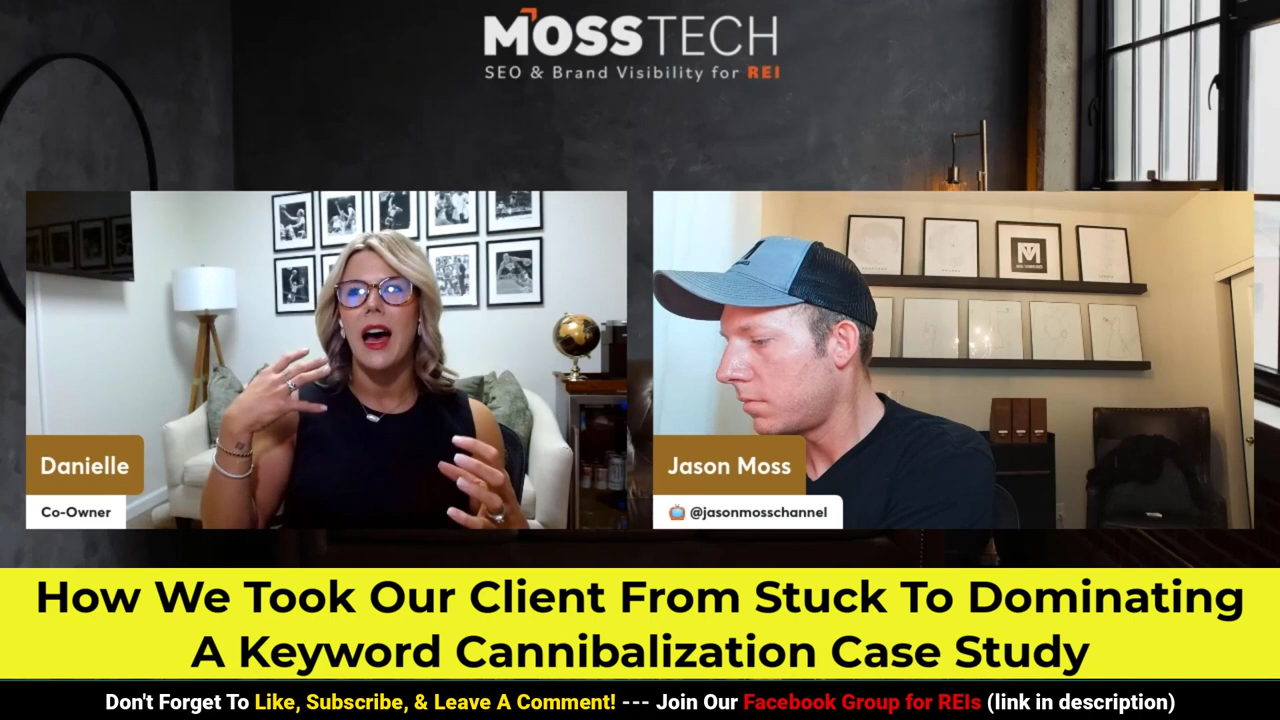 MOSSTECH
SEO & Brand Visibility for REI
Danielle
Co-Owner
Jason Moss
@jasonmosschannel
How We Took Our Client From Stuck To Dominating
A Keyword Cannibalization Case Study
Don't Forget To Like, Subscribe, & Leave A Comment! --- Join Our Facebook Group for REIs (link in description)